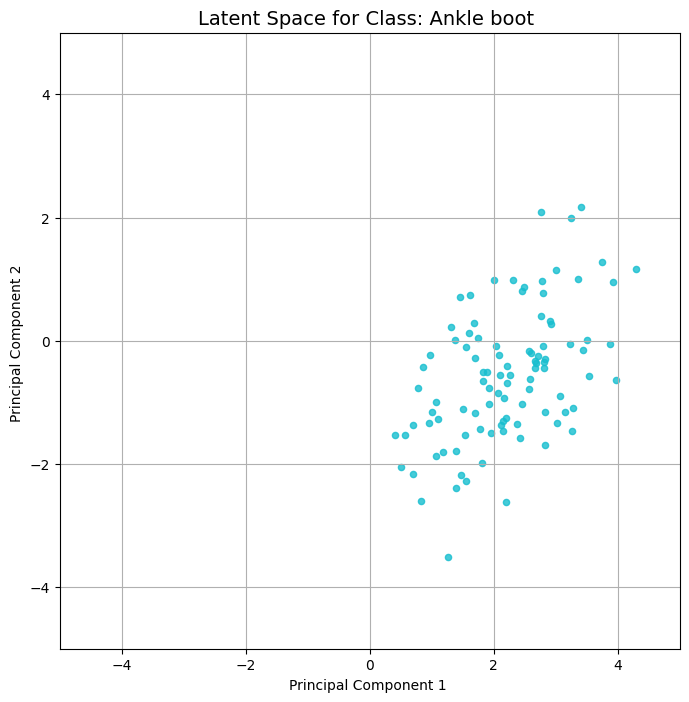 Latent Space for Class: Ankle boot
4
2
0
−2
−4
Principal Component 2
−4 −2 0 2 4
Principal Component 1